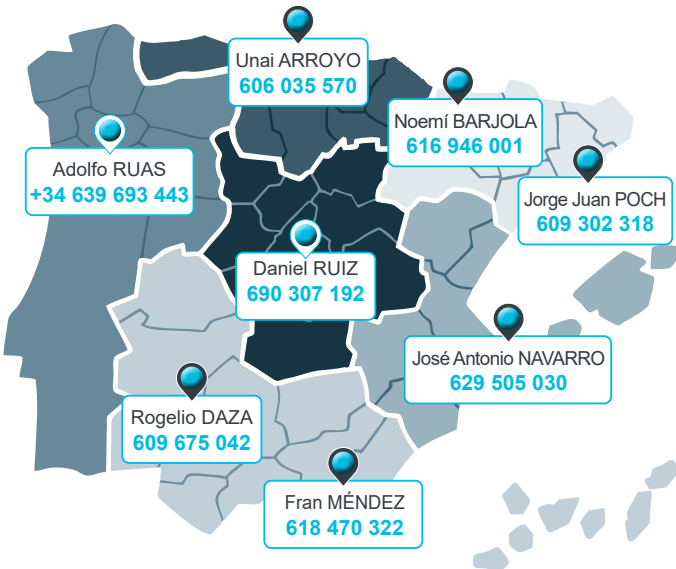 Unai ARROYO
606 035 570
Noemí BARJOLA
616 946 001
Adolfo RUAS
+34 639 693 443
Jorge Juan POCH
609 302 318
Daniel RUIZ
690 307 192
José Antonio NAVARRO
629 505 030
Rogelio DAZA
609 675 042
Fran MÉNDEZ
618 470 322